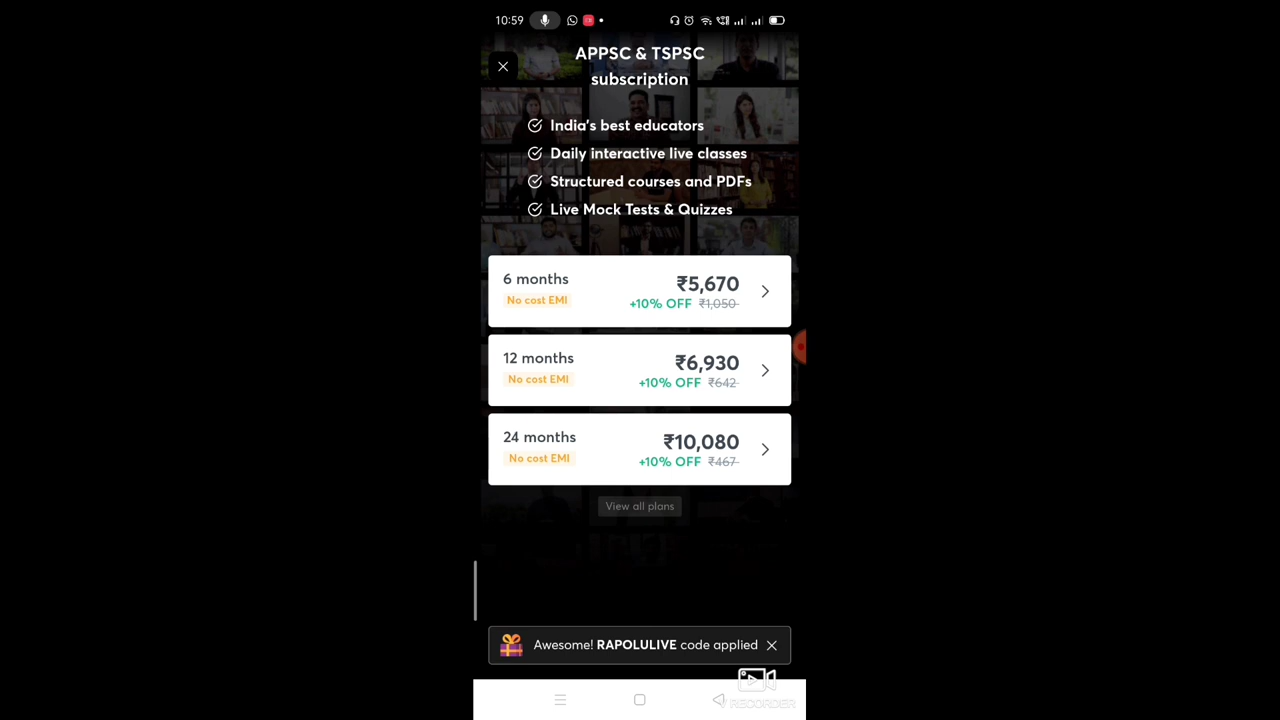 10:59
APPSC & TSPSC
subscription
India's best educators
Daily interactive live classes
Structured courses and PDFs
Live Mock Tests & Quizzes
6 months
₹5,670
No cost EMI
+10% OFF ₹1,050
12 months
₹6,930
No cost EMI
+10% OFF ₹642
24 months
₹10,080
No cost EMI
+10% OFF ₹467
View all plans
Awesome! RAPOLULIVE code applied
RECORDER